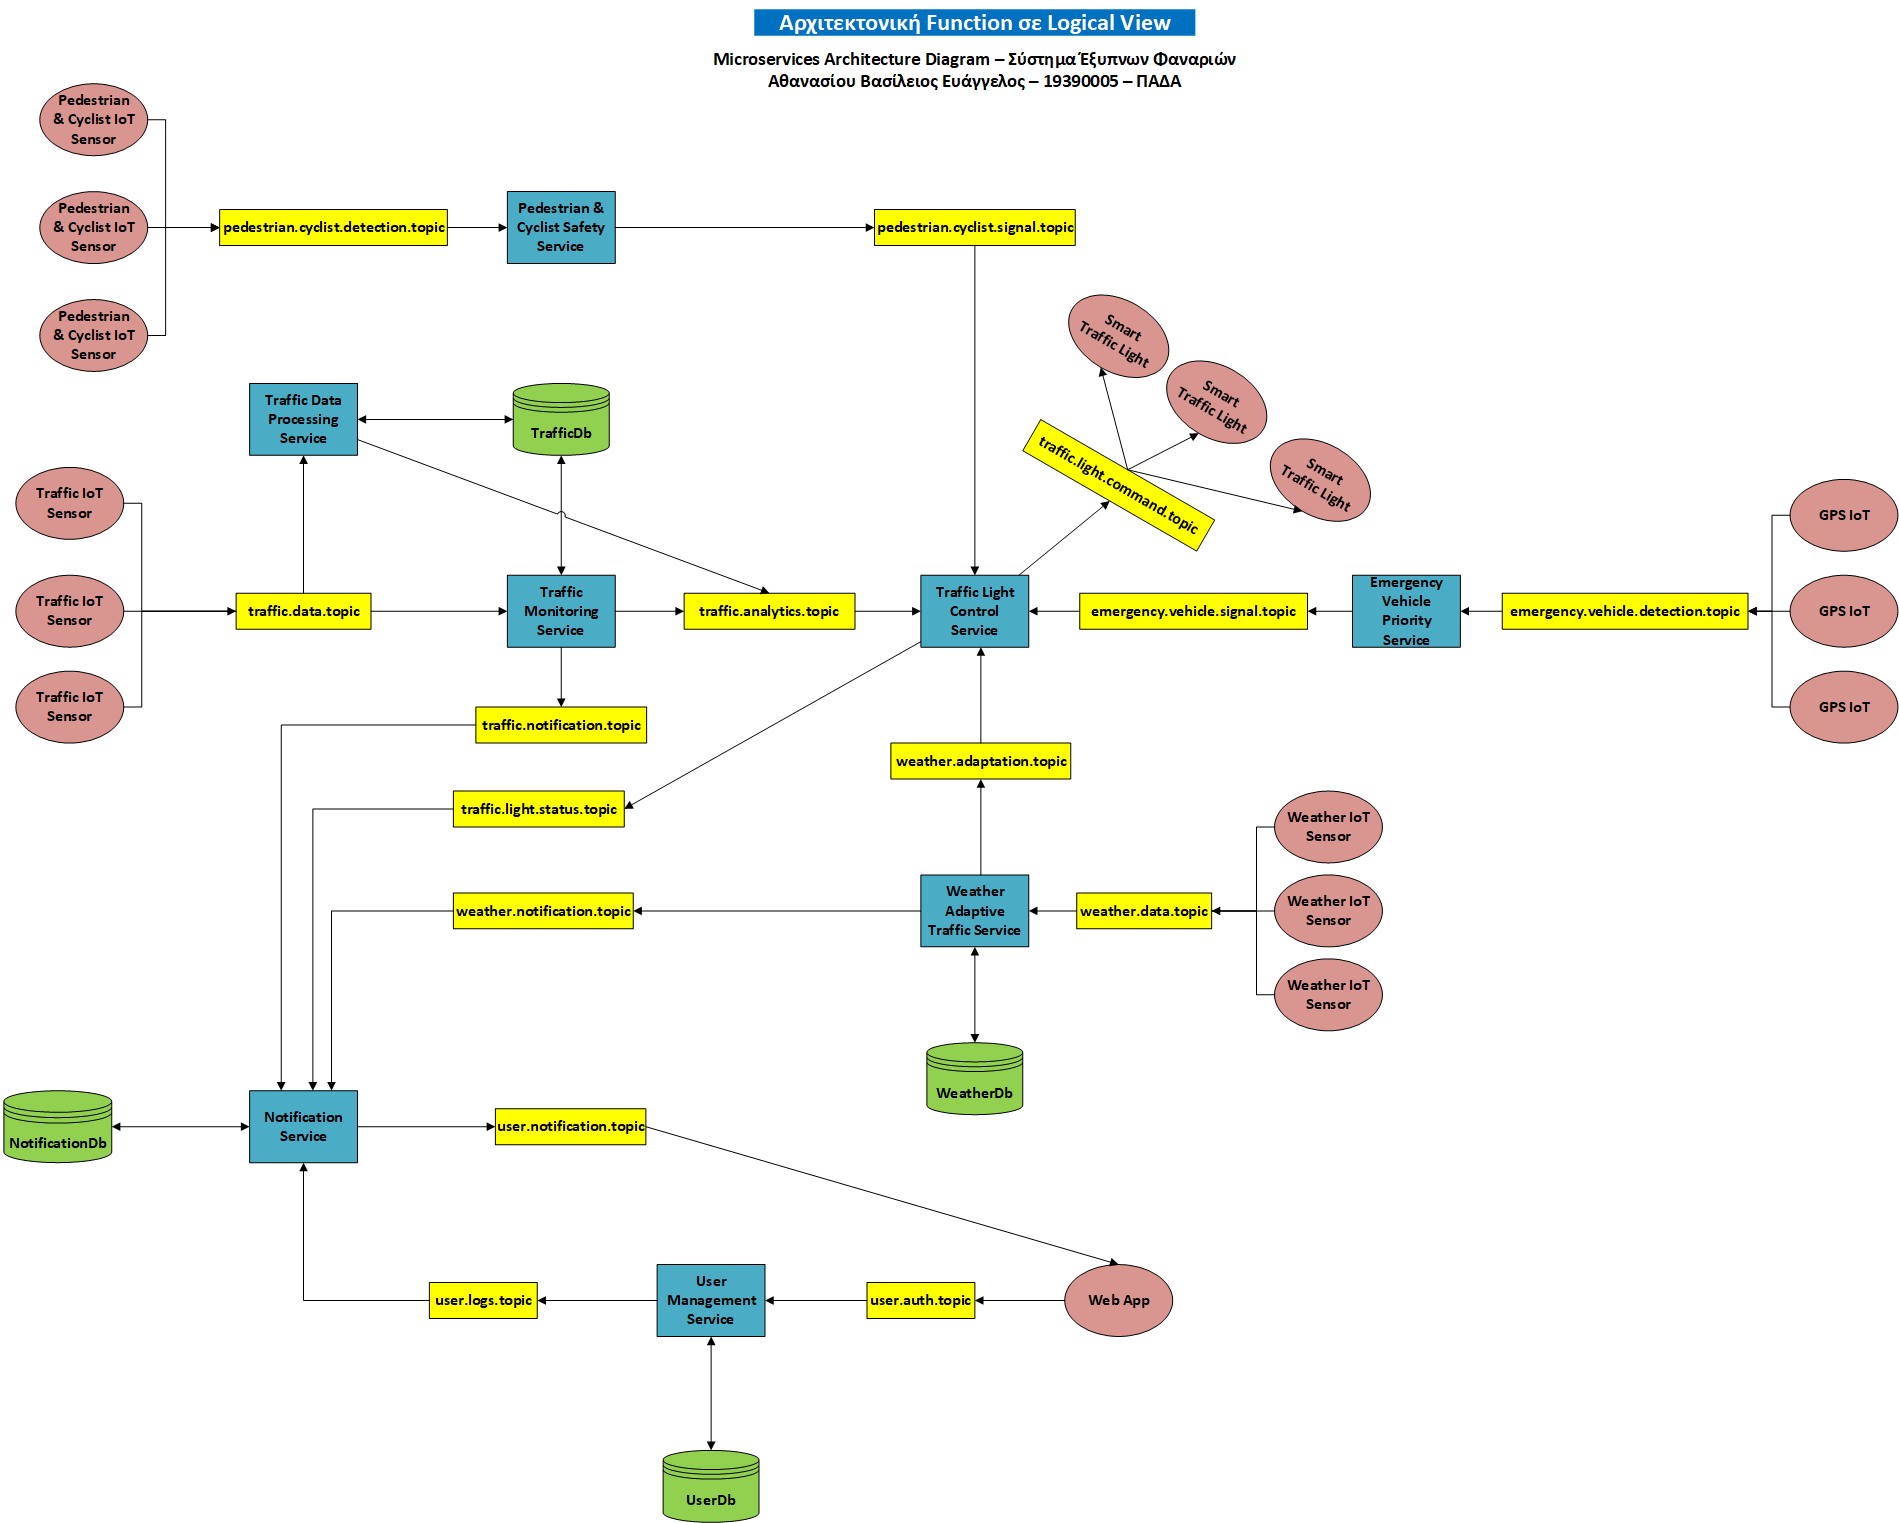 Αρχιτεκτονική Function σε Logical View
Microservices Architecture Diagram – Σύστημα Έξυπνων Φαναριών
Αθανασίου Βασίλειος Ευάγγελος – 19390005 – ΠΑΔΑ
Pedestrian
& Cyclist IoT
Sensor
Pedestrian
& Cyclist IoT
Sensor
pedestrian.cyclist.detection.topic
Pedestrian &
Cyclist Safety
Service
pedestrian.cyclist.signal.topic
Pedestrian
& Cyclist IoT
Sensor
Smart
Traffic Light
Smart
Traffic Light
Smart
Traffic Light
traffic.light.command.topic
Traffic Data
Processing
Service
TrafficDb
Traffic IoT
Sensor
Traffic IoT
Sensor
Traffic IoT
Sensor
traffic.data.topic
Traffic
Monitoring
Service
traffic.analytics.topic
Traffic Light
Control
Service
emergency.vehicle.signal.topic
Emergency
Vehicle
Priority
Service
emergency.vehicle.detection.topic
GPS IoT
GPS IoT
GPS IoT
traffic.notification.topic
weather.adaptation.topic
traffic.light.status.topic
Weather IoT
Sensor
weather.notification.topic
Weather
Adaptive
Traffic Service
weather.data.topic
Weather IoT
Sensor
Weather IoT
Sensor
WeatherDb
NotificationDb
Notification
Service
user.notification.topic
user.logs.topic
User
Management
Service
user.auth.topic
Web App
UserDb